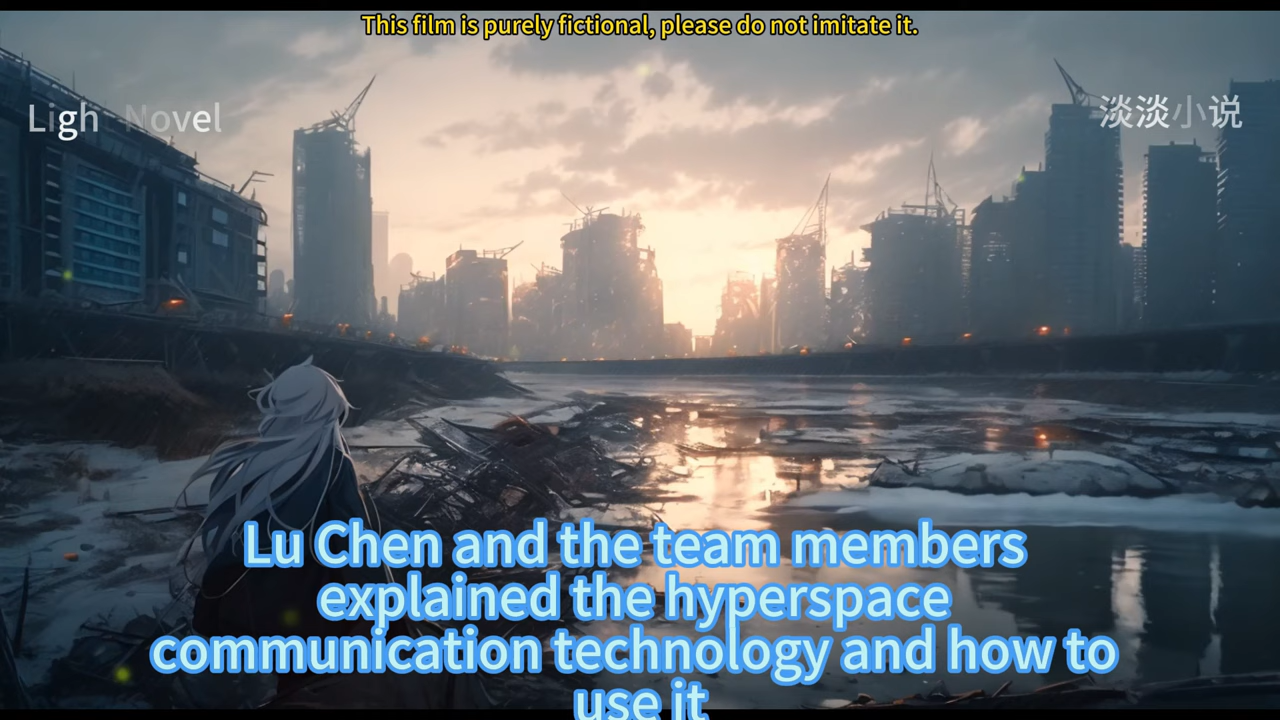 This film is purely fictional, please do not imitate it.
Ligh Novel
淡淡小说
Lu Chen and the team members
explained the hyperspace
communication technology and how to
use it